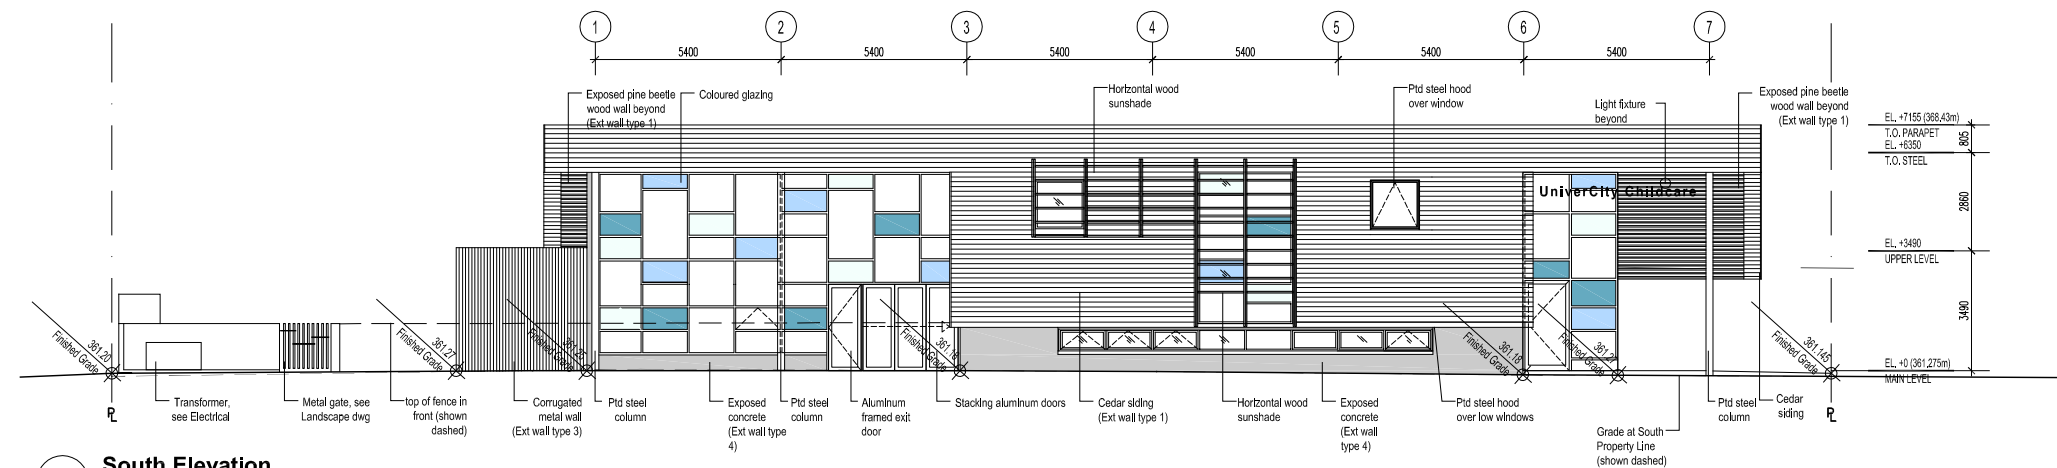 1 2 3 4 5 6 7
5400 5400 5400 5400 5400 5400
Exposed pine beetle
wood wall beyond
(Ext wall type 1)
Coloured glazing
Horizontal wood
sunshade
Ptd steel hood
over window
Light fixture
beyond
Exposed pine beetle
wood wall beyond
(Ext wall type 1)
EL. +7155 (368,43m)
T.O. PARAPET
EL. +6350
T.O. STEEL
805
2860
EL. +3490
UPPER LEVEL
3490
EL. +0 (361,275m)
MAIN LEVEL
UniverCity Childcare
361.20
Finished Grade
361.27
Finished Grade
361.25
Finished Grade
361.16
Finished Grade
361.18
Finished Grade
Finished Grade
361.145
Finished Grade
PL
Transformer,
see Electrical
Metal gate, see
Landscape dwg
top of fence in
front (shown
dashed)
Corrugated
metal wall
(Ext wall type 3)
Ptd steel
column
Exposed
concrete
(Ext wall type
4)
Ptd steel
column
Aluminum
framed exit
door
Stacking aluminum doors
Cedar siding
(Ext wall type 1)
Horizontal wood
sunshade
Exposed
concrete
(Ext wall
type 4)
Ptd steel hood
over low windows
Grade at South
Property Line
(shown dashed)
Ptd steel
column
Cedar
siding
PL
South Elevation